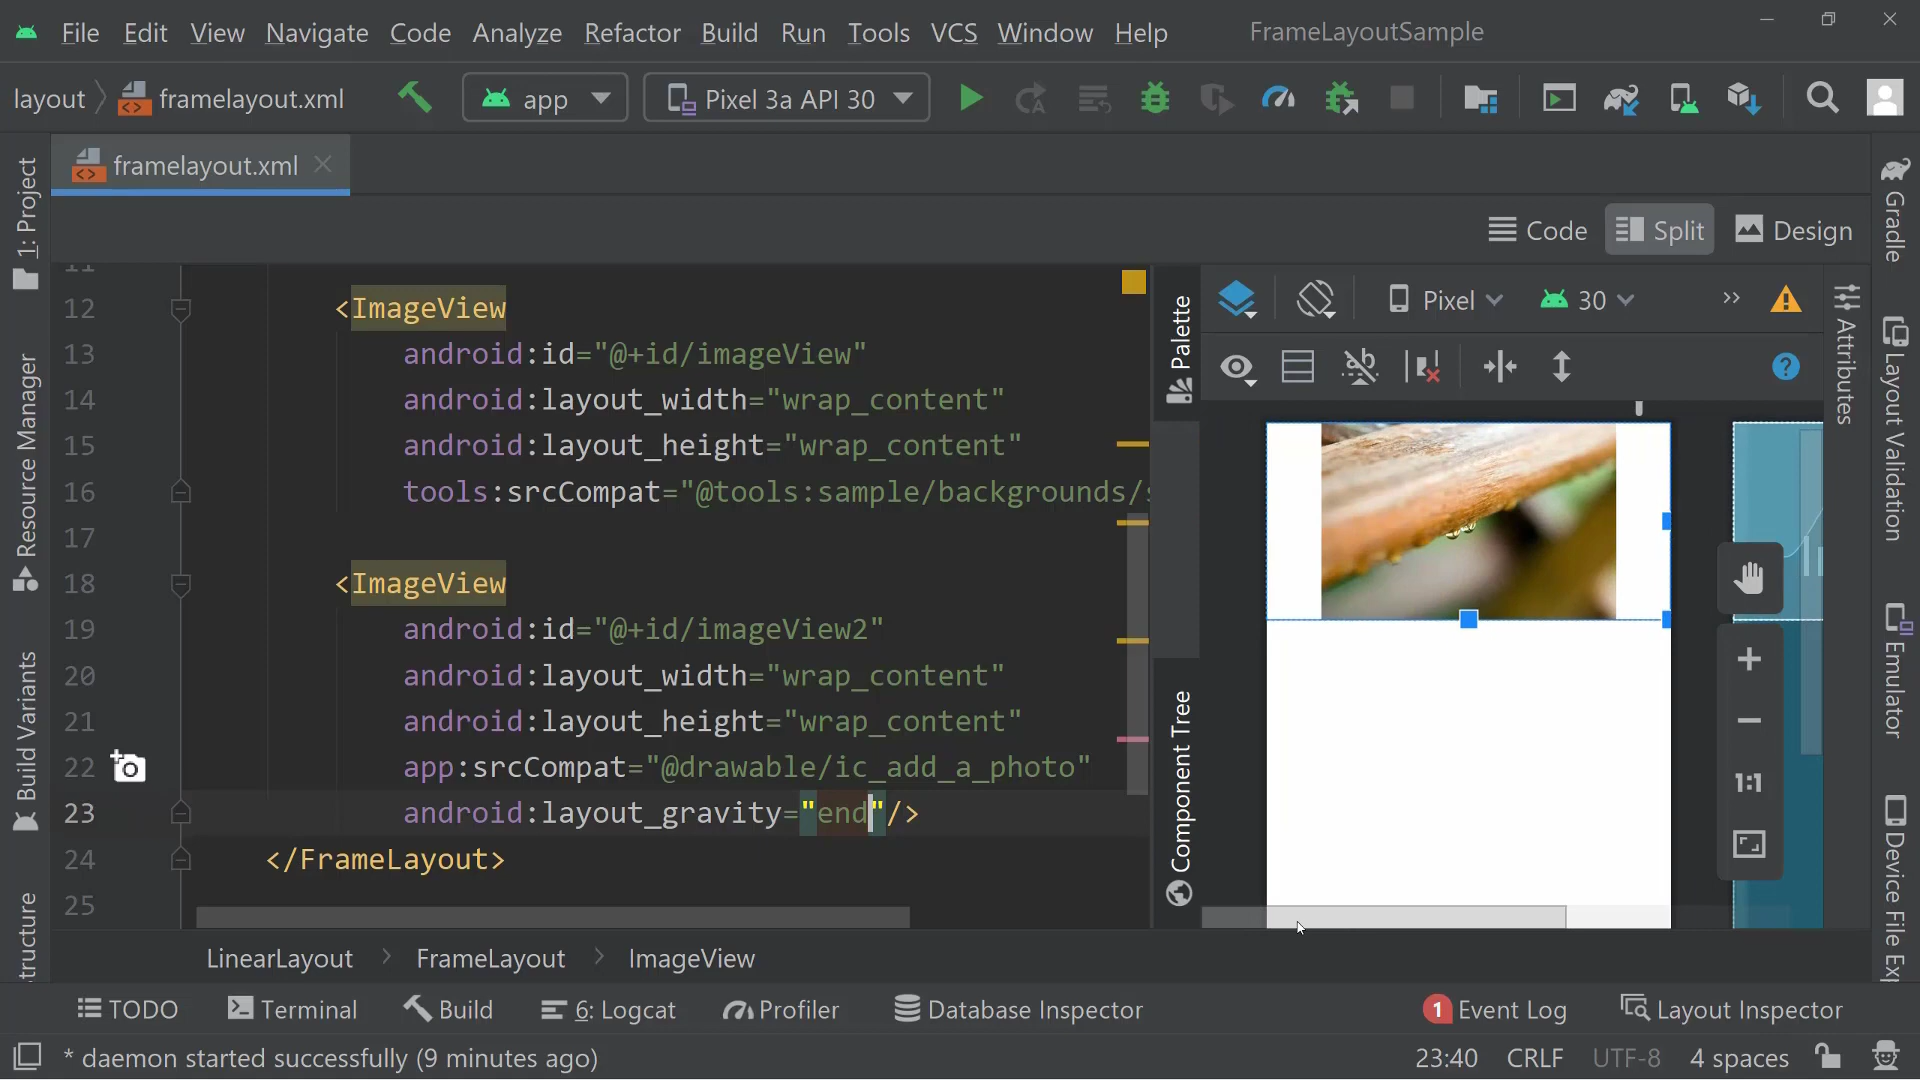 File Edit View Navigate Code Analyze Refactor Build Run Tools VCS Window Help FrameLayoutSample
layout framelayout.xml app Pixel 3a API 30
framelayout.xml
Code Split Design
1: Project
Resource Manager
Build Variants
11
12 <ImageView
13 android:id="@+id/imageView"
14 android:layout_width="wrap_content"
15 android:layout_height="wrap_content"
16 tools:srcCompat="@tools:sample/backgrounds/
17
18 <ImageView
19 android:id="@+id/imageView2"
20 android:layout_width="wrap_content"
21 android:layout_height="wrap_content"
22 app:srcCompat="@drawable/ic_add_a_photo"
23 android:layout_gravity="end"/>
24 </FrameLayout>
25
Palette
Component Tree
Pixel 30
1:1
Attributes
Gradle
Layout Validation
Emulator
Device File Ex
LinearLayout FrameLayout ImageView
TODO Terminal Build 6: Logcat Profiler Database Inspector 1 Event Log Layout Inspector
* daemon started successfully (9 minutes ago) 23:40 CRLF UTF-8 4 spaces